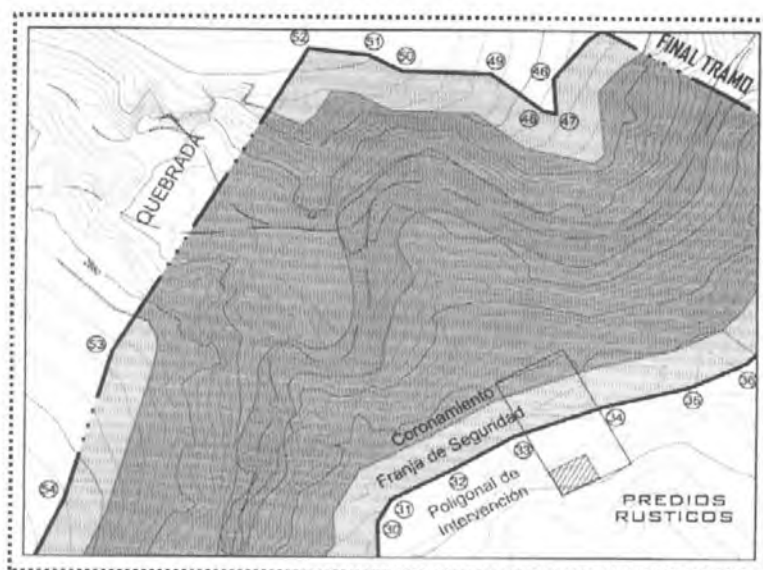 52
51
50
49
46
48
47
FINAL TRAMO
QUEBRADA
53
54
Coronamiento
Franja de Seguridad
Poligonal de
Intervención
30
31
32
33
34
35
36
PREDIOS
RUSTICOS